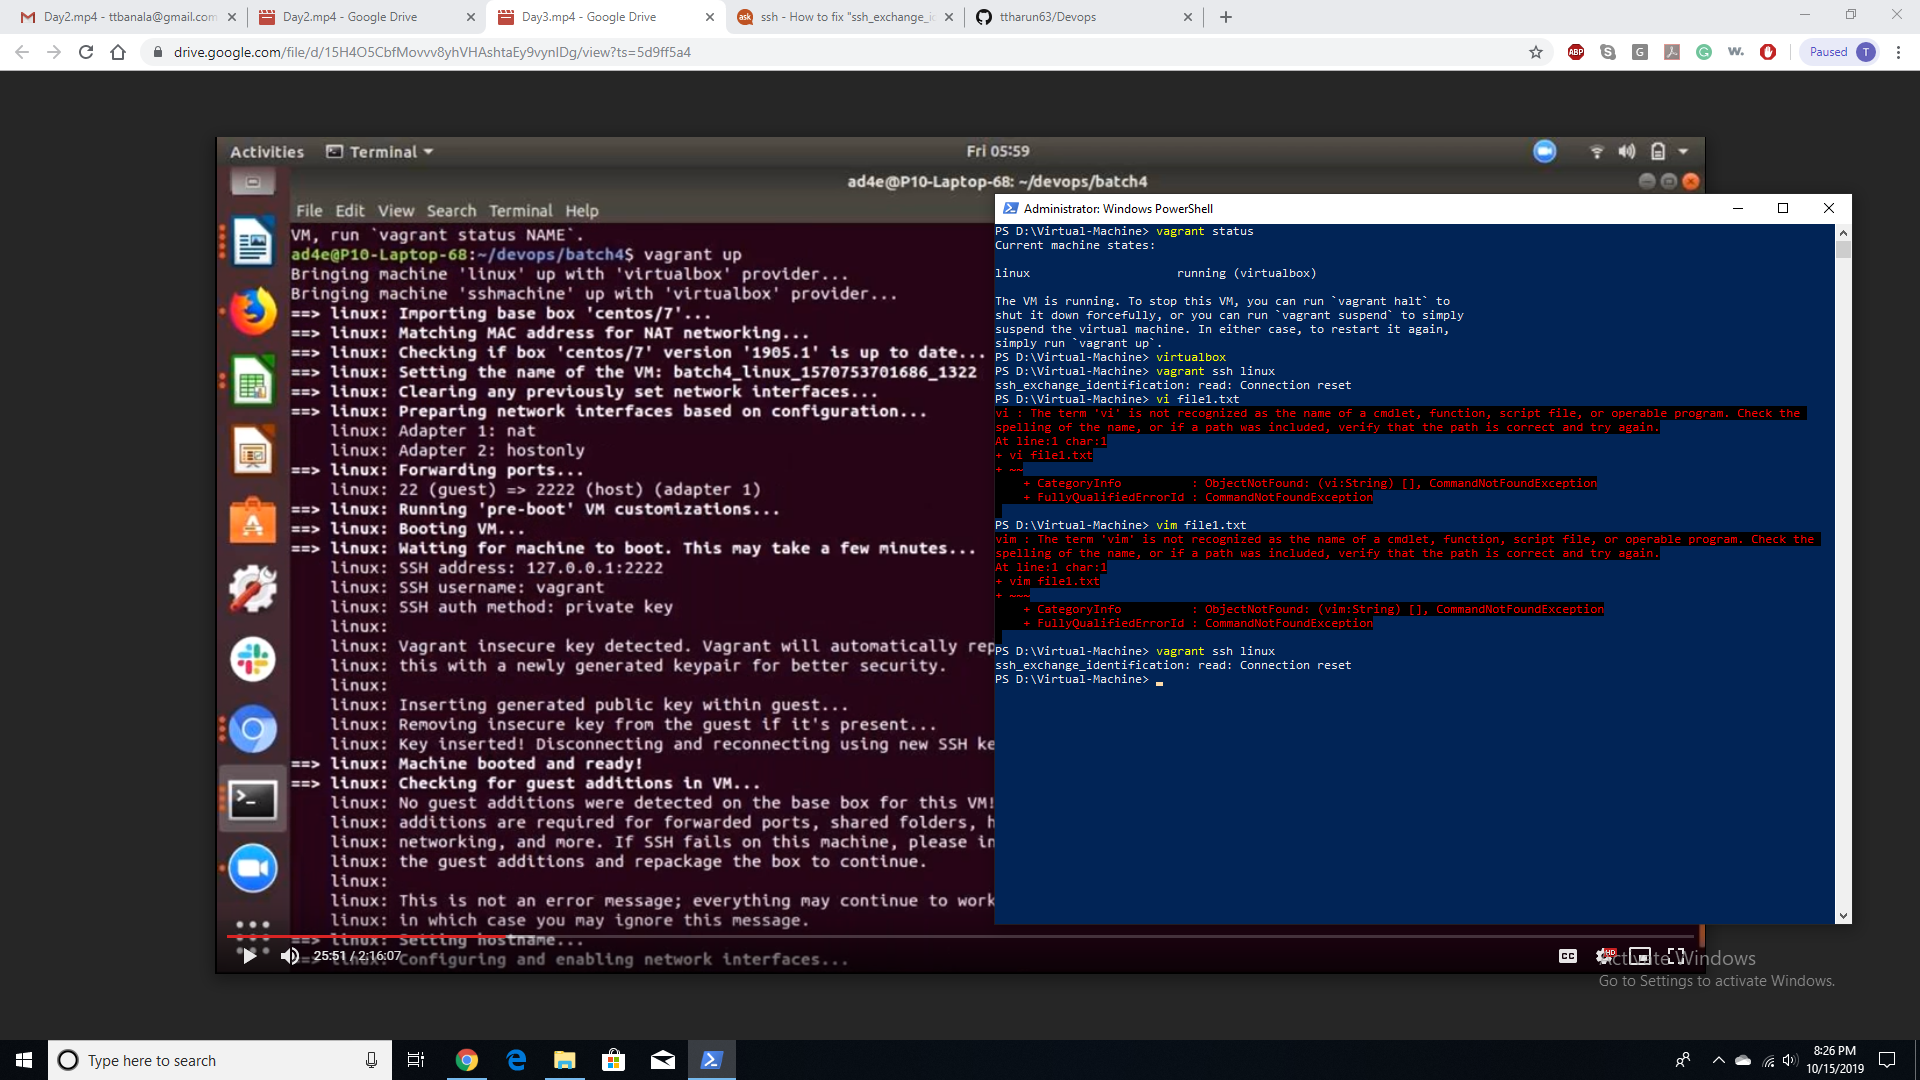 Day2.mp4 - ttbanala@gmail.com
Day2.mp4 - Google Drive
Day3.mp4 - Google Drive
ask
ssh - How to fix "ssh_exchange_i
ttharun63/Devops
drive.google.com/file/d/15H4O5CbfMovvv8yhVHAshtaEy9vynIDg/view?ts=5d9ff5a4
ABP
Paused
T
Activities
Terminal
Fri 05:59
ad4e@P10-Laptop-68: ~/devops/batch4
File Edit View Search Terminal Help
VM, run `vagrant status NAME`.
ad4e@P10-Laptop-68:~/devops/batch4$ vagrant up
Bringing machine 'linux' up with 'virtualbox' provider...
Bringing machine 'sshmachine' up with 'virtualbox' provider...
==> linux: Importing base box 'centos/7'...
==> linux: Matching MAC address for NAT networking...
==> linux: Checking if box 'centos/7' version '1905.1' is up to date...
==> linux: Setting the name of the VM: batch4_linux_1570753701686_1322
==> linux: Clearing any previously set network interfaces...
==> linux: Preparing network interfaces based on configuration...
linux: Adapter 1: nat
linux: Adapter 2: hostonly
==> linux: Forwarding ports...
linux: 22 (guest) => 2222 (host) (adapter 1)
==> linux: Running 'pre-boot' VM customizations...
==> linux: Booting VM...
==> linux: Waiting for machine to boot. This may take a few minutes...
linux: SSH address: 127.0.0.1:2222
linux: SSH username: vagrant
linux: SSH auth method: private key
linux:
linux: Vagrant insecure key detected. Vagrant will automatically rep
linux: this with a newly generated keypair for better security.
linux:
linux: Inserting generated public key within guest...
linux: Removing insecure key from the guest if it's present...
linux: Key inserted! Disconnecting and reconnecting using new SSH ke
==> linux: Machine booted and ready!
==> linux: Checking for guest additions in VM...
linux: No guest additions were detected on the base box for this VM!
linux: additions are required for forwarded ports, shared folders, h
linux: networking, and more. If SSH fails on this machine, please in
linux: the guest additions and repackage the box to continue.
linux:
linux: This is not an error message; everything may continue to work
linux: in which case you may ignore this message.
==> linux: Setting hostname...
==> linux: Configuring and enabling network interfaces...
25:51 / 2:16:07
CC
HD
Administrator: Windows PowerShell
PS D:\Virtual-Machine> vagrant status
Current machine states:
linux running (virtualbox)
The VM is running. To stop this VM, you can run `vagrant halt` to
shut it down forcefully, or you can run `vagrant suspend` to simply
suspend the virtual machine. In either case, to restart it again,
simply run `vagrant up`.
PS D:\Virtual-Machine> virtualbox
PS D:\Virtual-Machine> vagrant ssh linux
ssh_exchange_identification: read: Connection reset
PS D:\Virtual-Machine> vi file1.txt
vi : The term 'vi' is not recognized as the name of a cmdlet, function, script file, or operable program. Check the
spelling of the name, or if a path was included, verify that the path is correct and try again.
At line:1 char:1
+ vi file1.txt
+ ~~
+ CategoryInfo : ObjectNotFound: (vi:String) [], CommandNotFoundException
+ FullyQualifiedErrorId : CommandNotFoundException
PS D:\Virtual-Machine> vim file1.txt
vim : The term 'vim' is not recognized as the name of a cmdlet, function, script file, or operable program. Check the
spelling of the name, or if a path was included, verify that the path is correct and try again.
At line:1 char:1
+ vim file1.txt
+ ~~~
+ CategoryInfo : ObjectNotFound: (vim:String) [], CommandNotFoundException
+ FullyQualifiedErrorId : CommandNotFoundException
PS D:\Virtual-Machine> vagrant ssh linux
ssh_exchange_identification: read: Connection reset
PS D:\Virtual-Machine>
Activate Windows
Go to Settings to activate Windows.
Type here to search
8:26 PM
10/15/2019